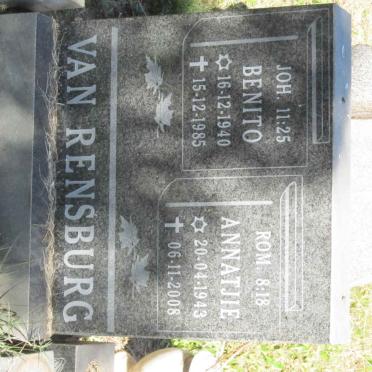 VAN RENSBURG
JOH. 11:25
BENITO
✡ 16-12-1940
✝ 15-12-1985
ROM. 8:18
ANNATJIE
✡ 20-04-1943
✝ 06-11-2008